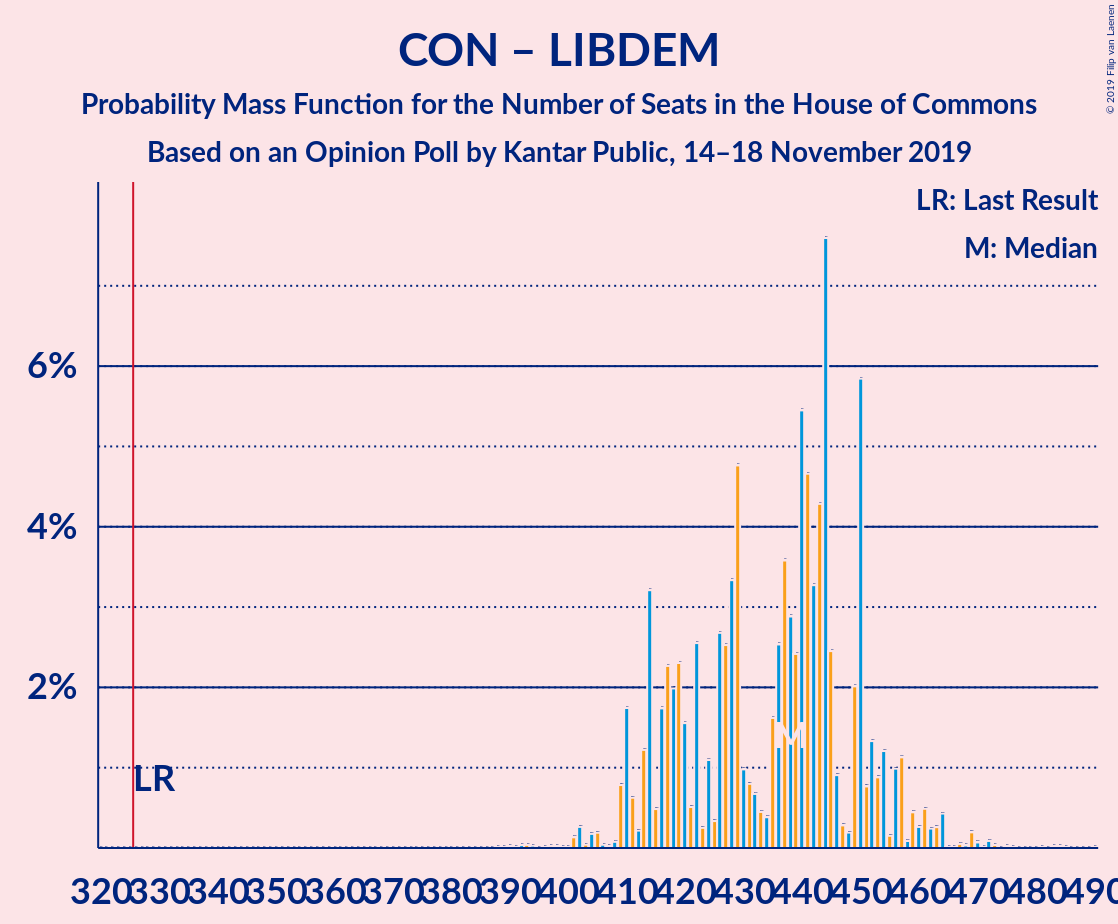 CON – LIBDEM
Probability Mass Function for the Number of Seats in the House of Commons
Based on an Opinion Poll by Kantar Public, 14–18 November 2019
© 2019 Filip van Laenen
LR: Last Result
M: Median
6%
4%
2%
LR
M
320 330 340 350 360 370 380 390 400 410 420 430 440 450 460 470 480 490